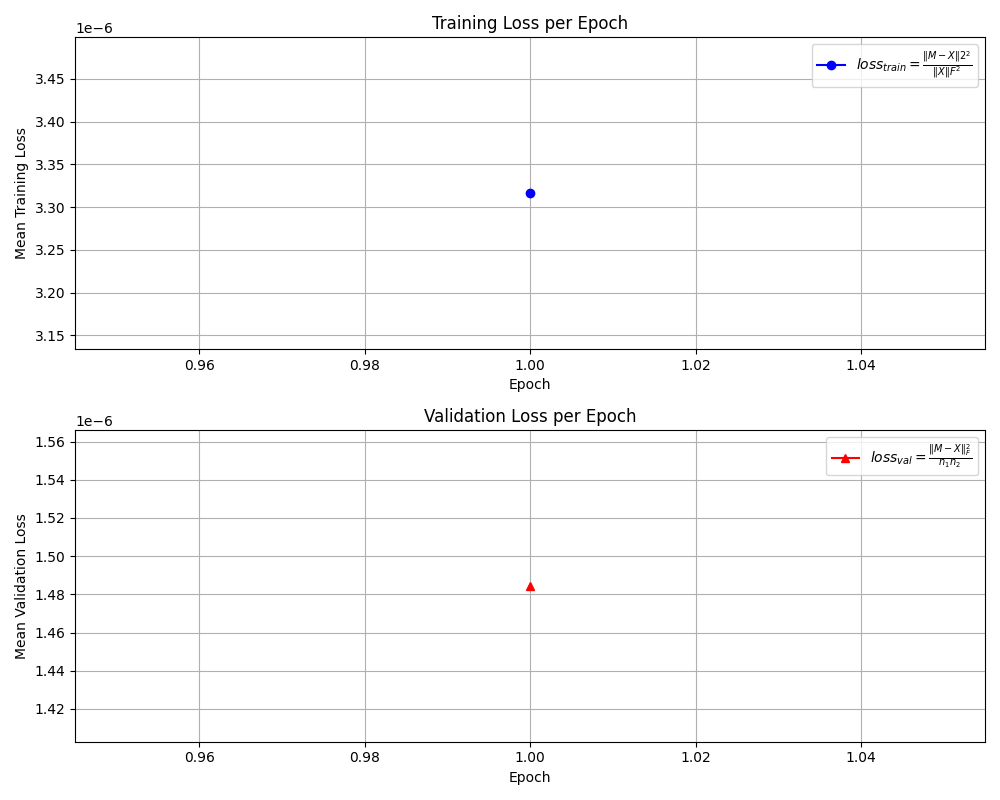 Training Loss per Epoch
1e−6
3.45
3.40
3.35
3.30
3.25
3.20
3.15
Mean Training Loss
loss_{train} = \frac{‖M − X‖2^2}{‖X‖F^2}
0.96 0.98 1.00 1.02 1.04
Epoch
Validation Loss per Epoch
1e−6
1.56
1.54
1.52
1.50
1.48
1.46
1.44
1.42
Mean Validation Loss
loss_{val} = \frac{‖M − X‖_F^2}{n_1 n_2}
0.96 0.98 1.00 1.02 1.04
Epoch